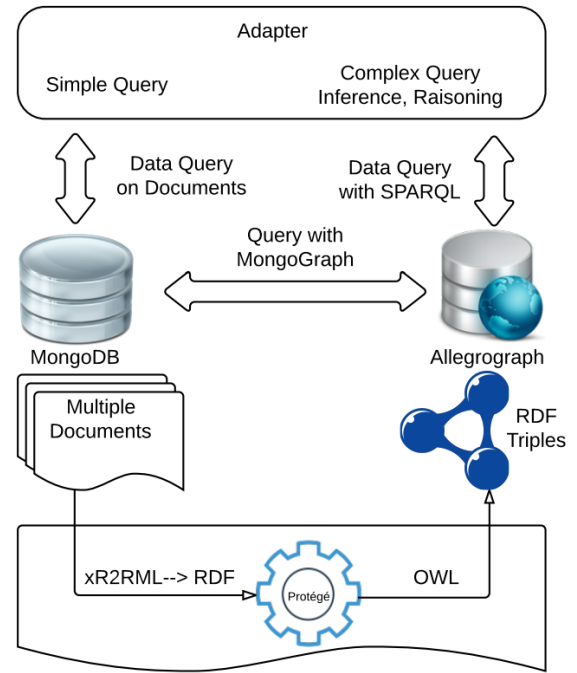 Adapter
Simple Query
Complex Query
Inference, Raisoning
Data Query
on Documents
Data Query
with SPARQL
Query with
MongoGraph
MongoDB
Allegrograph
Multiple
Documents
RDF
Triples
xR2RML--> RDF
Protégé
OWL